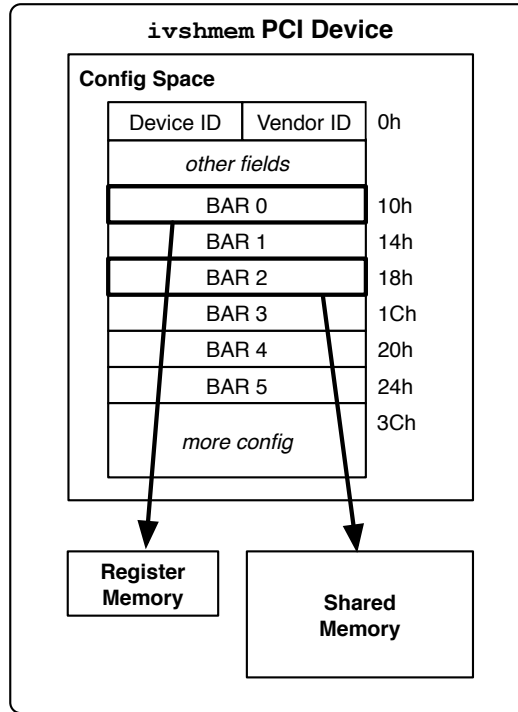 ivshmem PCI Device
Config Space
Device ID Vendor ID 0h
other fields
BAR 0 10h
BAR 1 14h
BAR 2 18h
BAR 3 1Ch
BAR 4 20h
BAR 5 24h
3Ch
more config
Register
Memory
Shared
Memory